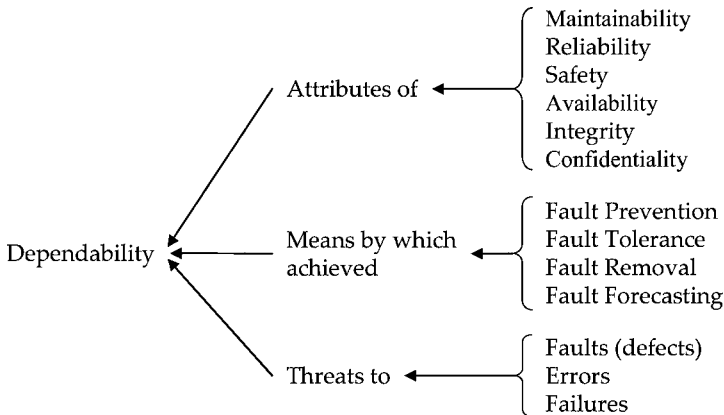 Dependability
Attributes of
Maintainability
Reliability
Safety
Availability
Integrity
Confidentiality
Means by which
achieved
Fault Prevention
Fault Tolerance
Fault Removal
Fault Forecasting
Threats to
Faults (defects)
Errors
Failures